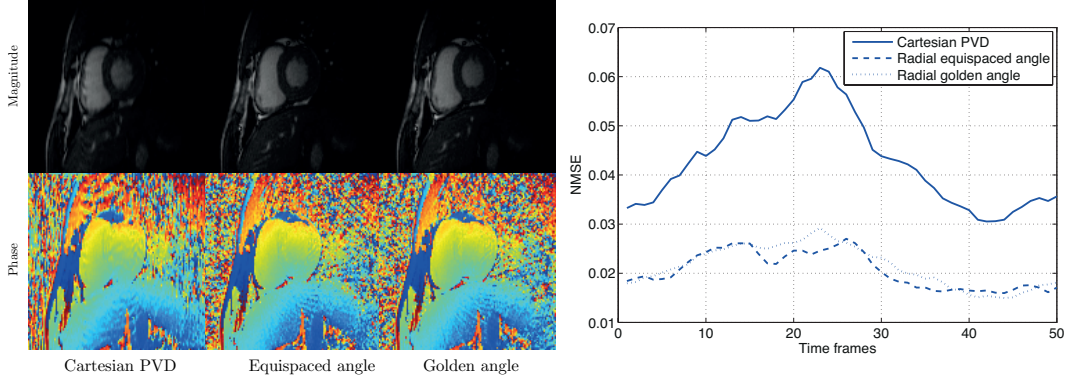 Magnitude
Phase
Cartesian PVD
Equispaced angle
Golden angle
0.07
0.06
0.05
0.04
0.03
0.02
0.01
NMSE
0
10
20
30
40
50
Time frames
Cartesian PVD
Radial equispaced angle
Radial golden angle